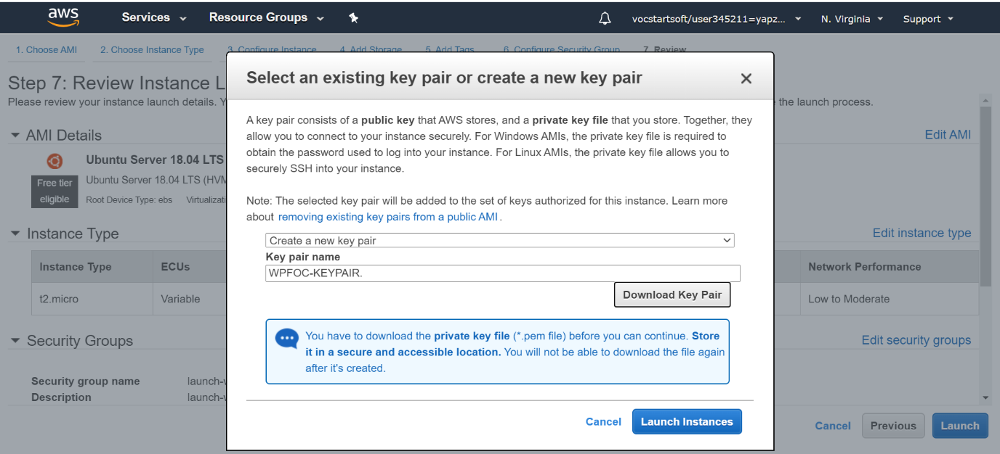 aws Services Resource Groups vocstartsoft/user345211=yapz... N. Virginia Support
1. Choose AMI 2. Choose Instance Type 3. Configure Instance 4. Add Storage 5. Add Tags 6. Configure Security Group 7. Review
Step 7: Review Instance L
Please review your instance launch details. Y
the launch process.
AMI Details
Edit AMI
Ubuntu Server 18.04 LTS
Free tier
eligible
Ubuntu Server 18.04 LTS (HVM
Root Device Type: ebs Virtualizati
Instance Type
Edit instance type
Instance Type ECUs Network Performance
t2.micro Variable Low to Moderate
Security Groups
Edit security groups
Security group name launch-w
Description launch-w
Cancel Previous Launch
Select an existing key pair or create a new key pair
A key pair consists of a public key that AWS stores, and a private key file that you store. Together, they
allow you to connect to your instance securely. For Windows AMIs, the private key file is required to
obtain the password used to log into your instance. For Linux AMIs, the private key file allows you to
securely SSH into your instance.
Note: The selected key pair will be added to the set of keys authorized for this instance. Learn more
about removing existing key pairs from a public AMI .
Create a new key pair
Key pair name
WPFOC-KEYPAIR.
Download Key Pair
You have to download the private key file (*.pem file) before you can continue. Store
it in a secure and accessible location. You will not be able to download the file again
after it's created.
Cancel Launch Instances